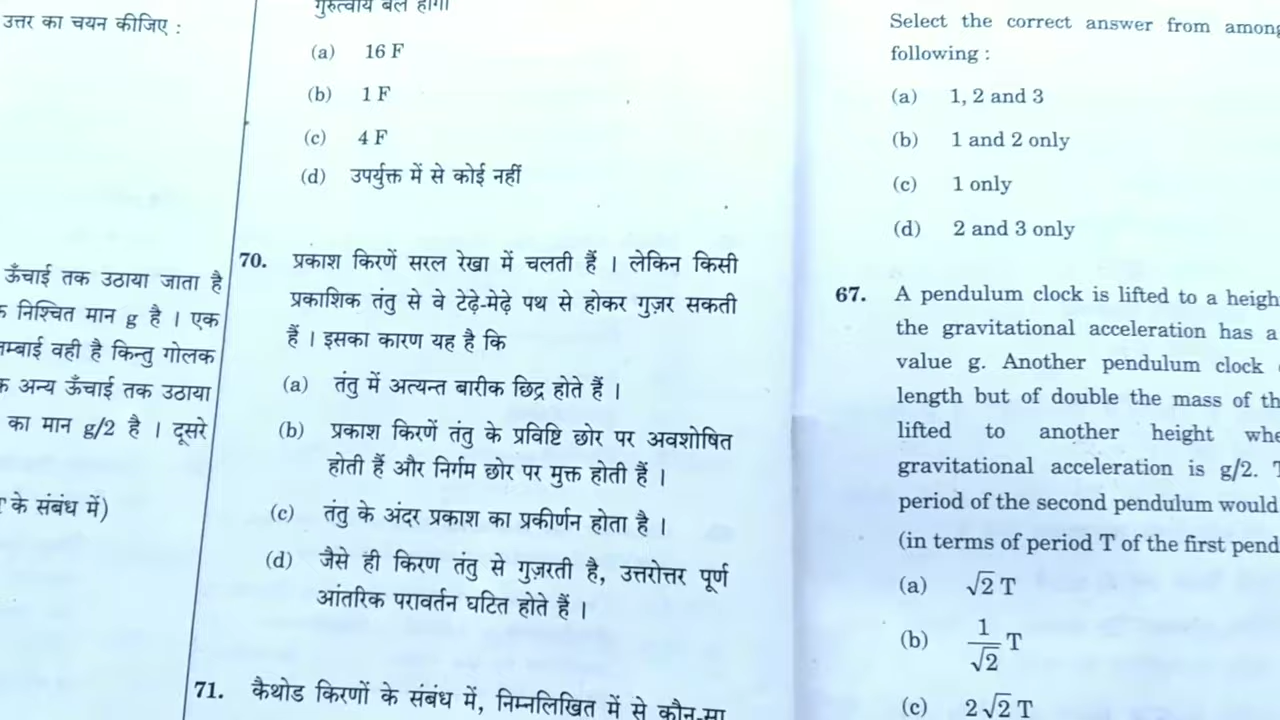 उत्तर का चयन कीजिए :
ऊँचाई तक उठाया जाता है
निश्चित मान g है । एक
लम्बाई वही है किन्तु गोलक
अन्य ऊँचाई तक उठाया
का मान g/2 है । दूसरे
के संबंध में)
गुरुत्वीय बल होगा
(a) 16 F
(b) 1 F
(c) 4 F
(d) उपर्युक्त में से कोई नहीं
70. प्रकाश किरणें सरल रेखा में चलती हैं । लेकिन किसी
प्रकाशिक तंतु से वे टेढ़े-मेढ़े पथ से होकर गुज़र सकती
हैं । इसका कारण यह है कि
(a) तंतु में अत्यन्त बारीक छिद्र होते हैं ।
(b) प्रकाश किरणें तंतु के प्रविष्टि छोर पर अवशोषित
होती हैं और निर्गम छोर पर मुक्त होती हैं ।
(c) तंतु के अंदर प्रकाश का प्रकीर्णन होता है ।
(d) जैसे ही किरण तंतु से गुज़रती है, उत्तरोत्तर पूर्ण
आंतरिक परावर्तन घटित होते हैं ।
71. कैथोड किरणों के संबंध में, निम्नलिखित में से कौन-सा
Select the correct answer from among
following :
(a) 1, 2 and 3
(b) 1 and 2 only
(c) 1 only
(d) 2 and 3 only
67. A pendulum clock is lifted to a heigh
the gravitational acceleration has a
value g. Another pendulum clock
length but of double the mass of th
lifted to another height whe
gravitational acceleration is g/2. T
period of the second pendulum would
(in terms of period T of the first pend
(a) √2 T
(b) 1/√2 T
(c) 2√2 T